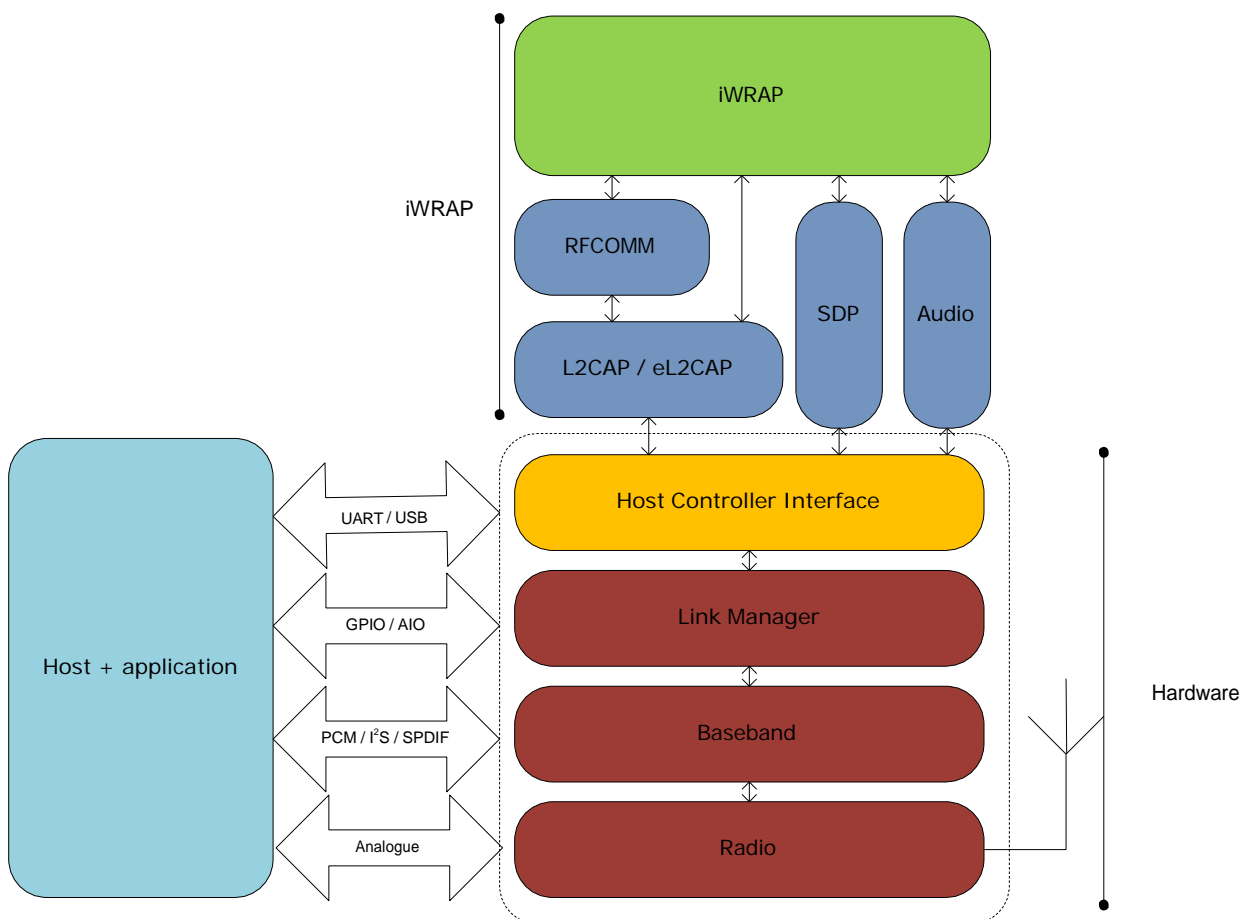 iWRAP
iWRAP
RFCOMM
SDP
Audio
L2CAP / eL2CAP
Host Controller Interface
UART / USB
Link Manager
GPIO / AIO
Host + application
Hardware
PCM / I²S / SPDIF
Baseband
Analogue
Radio